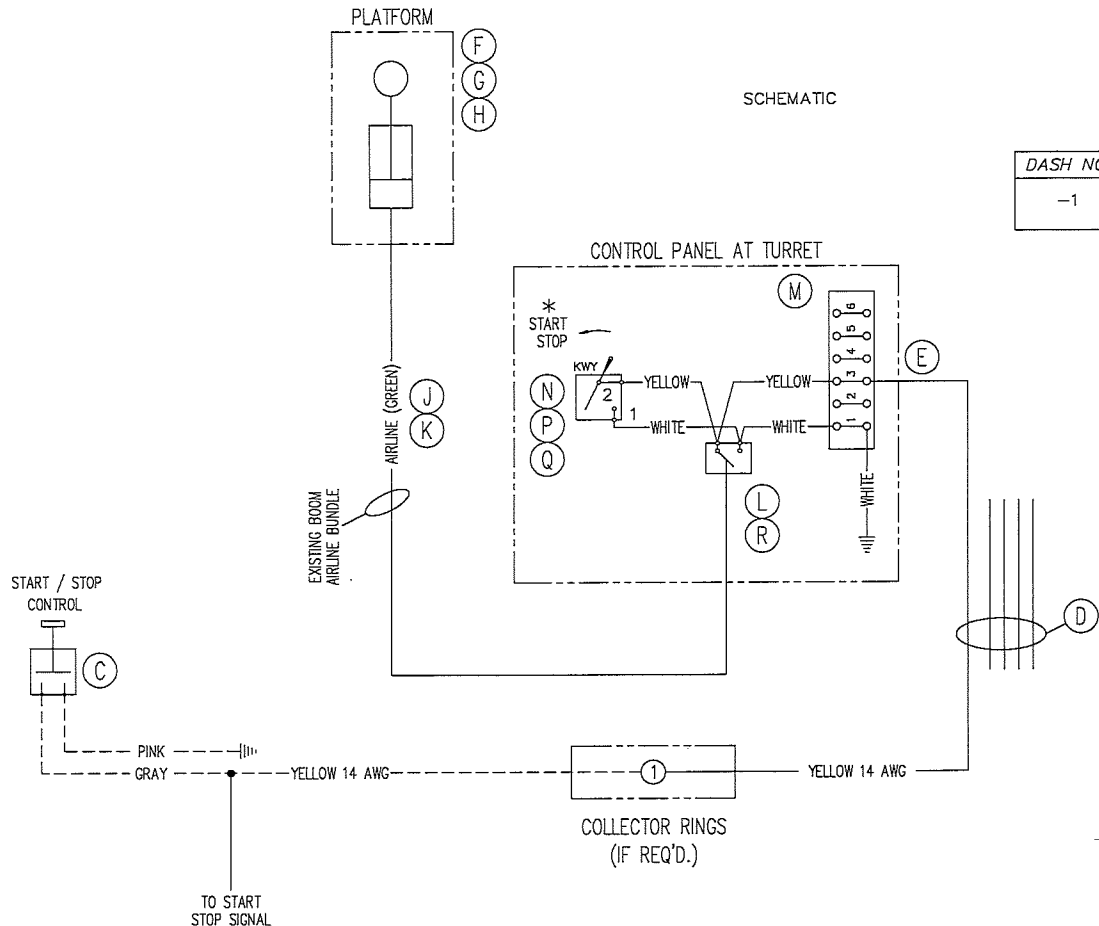 PLATFORM
F
G
H
SCHEMATIC
DASH NO
-1
CONTROL PANEL AT TURRET
M
*
START
STOP
KWY
2
1
N
P
Q
YELLOW
YELLOW
WHITE
WHITE
6
5
4
3
2
1
E
WHITE
L
R
AIRLINE (GREEN)
J
K
EXISTING BOOM
AIRLINE BUNDLE
D
START / STOP
CONTROL
C
PINK
GRAY
YELLOW 14 AWG
1
YELLOW 14 AWG
COLLECTOR RINGS
(IF REQ'D.)
TO START
STOP SIGNAL